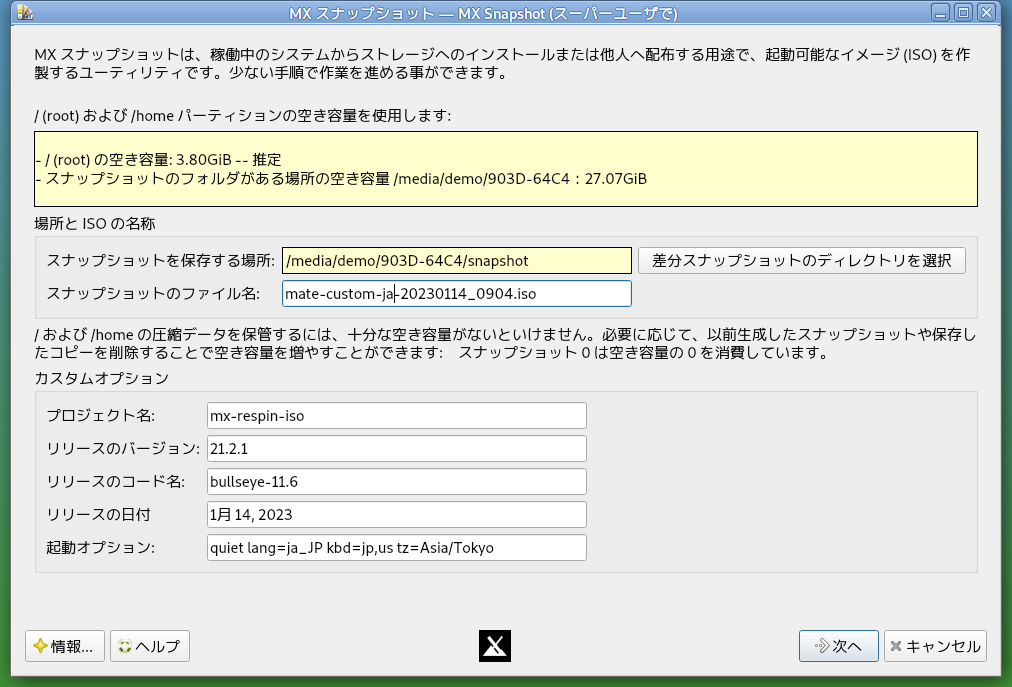 MX スナップショット — MX Snapshot (スーパーユーザで)
MX スナップショットは、稼働中のシステムからストレージへのインストールまたは他人へ配布する用途で、起動可能なイメージ (ISO) を作
製するユーティリティです。少ない手順で作業を進める事ができます。
/ (root) および /home パーティションの空き容量を使用します:
- / (root) の空き容量: 3.80GiB -- 推定
- スナップショットのフォルダがある場所の空き容量 /media/demo/903D-64C4 : 27.07GiB
場所と ISO の名称
スナップショットを保存する場所: /media/demo/903D-64C4/snapshot 差分スナップショットのディレクトリを選択
スナップショットのファイル名: mate-custom-ja-20230114_0904.iso
/ および /home の圧縮データを保管するには、十分な空き容量がないといけません。必要に応じて、以前生成したスナップショットや保存し
たコピーを削除することで空き容量を増やすことができます: スナップショット 0 は空き容量の 0 を消費しています。
カスタムオプション
プロジェクト名: mx-respin-iso
リリースのバージョン: 21.2.1
リリースのコード名: bullseye-11.6
リリースの日付 1月 14, 2023
起動オプション: quiet lang=ja_JP kbd=jp,us tz=Asia/Tokyo
情報... ヘルプ 次へ キャンセル